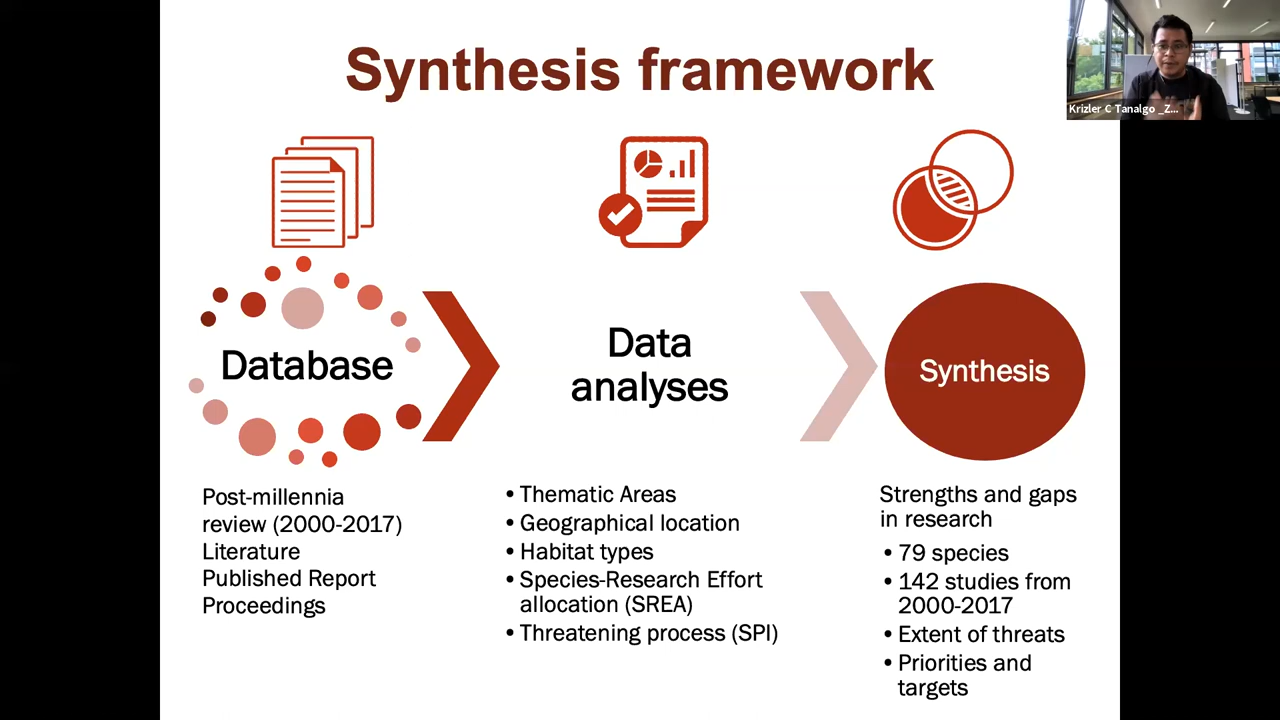 Synthesis framework
Krizler C Tanalgo _Z...
Database
Data
analyses
Synthesis
Post-millennia
review (2000-2017)
Literature
Published Report
Proceedings
• Thematic Areas
• Geographical location
• Habitat types
• Species-Research Effort
allocation (SREA)
• Threatening process (SPI)
Strengths and gaps
in research
• 79 species
• 142 studies from
2000-2017
• Extent of threats
• Priorities and
targets